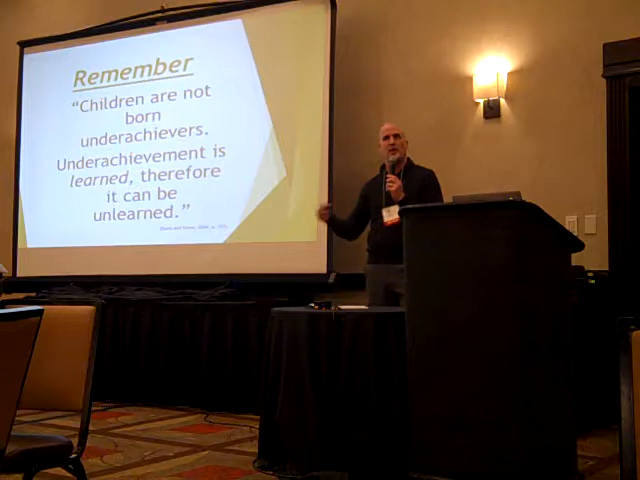 Remember
“Children are not
born
underachievers.
Underachievement is
learned, therefore
it can be
unlearned.”